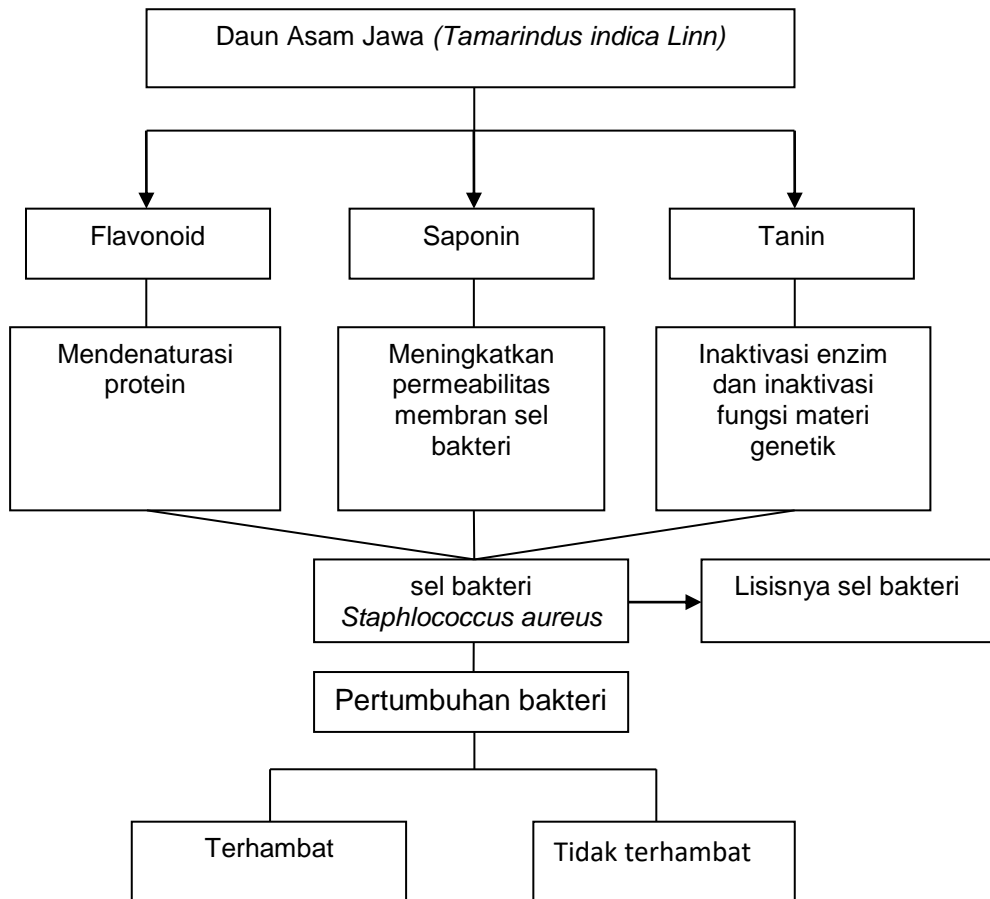 Daun Asam Jawa (Tamarindus indica Linn)
Flavonoid
Saponin
Tanin
Mendenaturasi
protein
Meningkatkan
permeabilitas
membran sel
bakteri
Inaktivasi enzim
dan inaktivasi
fungsi materi
genetik
sel bakteri
Staphlococcus aureus
Lisisnya sel bakteri
Pertumbuhan bakteri
Terhambat
Tidak terhambat